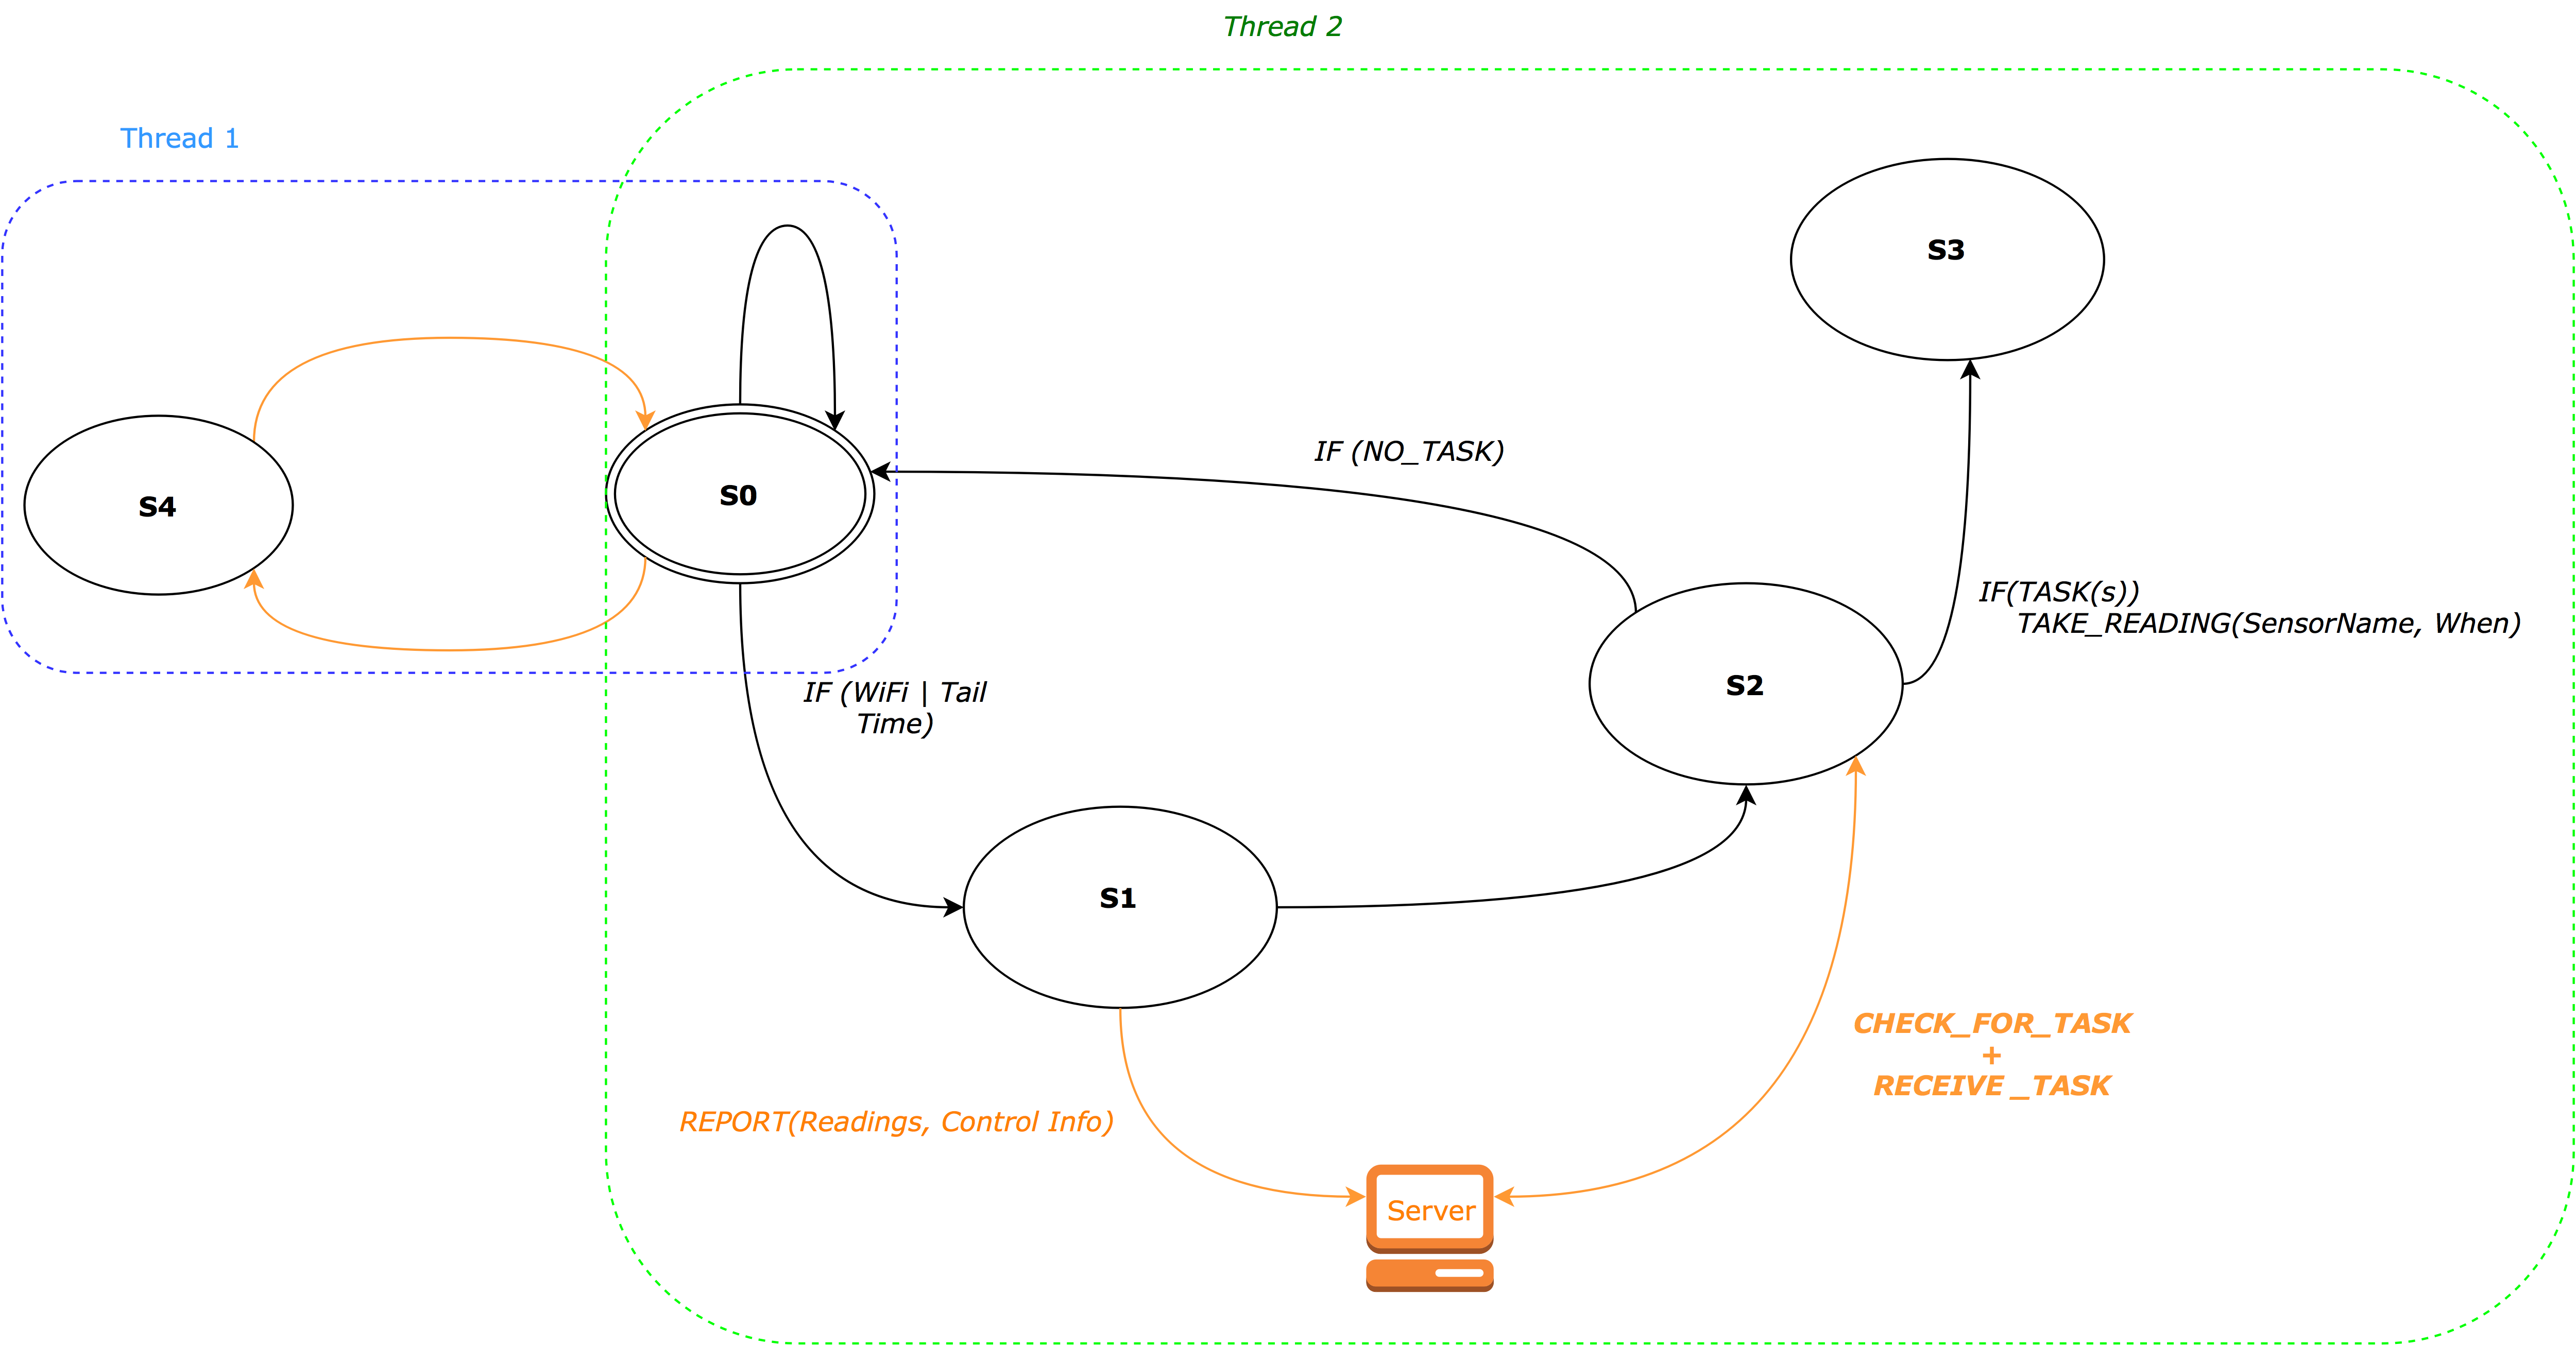 Thread 2
Thread 1
S3
S4
S0
IF (NO_TASK)
IF(TASK(s))
TAKE_READING(SensorName, When)
S2
IF (WiFi | Tail
Time)
S1
CHECK_FOR_TASK
+
RECEIVE _TASK
REPORT(Readings, Control Info)
Server